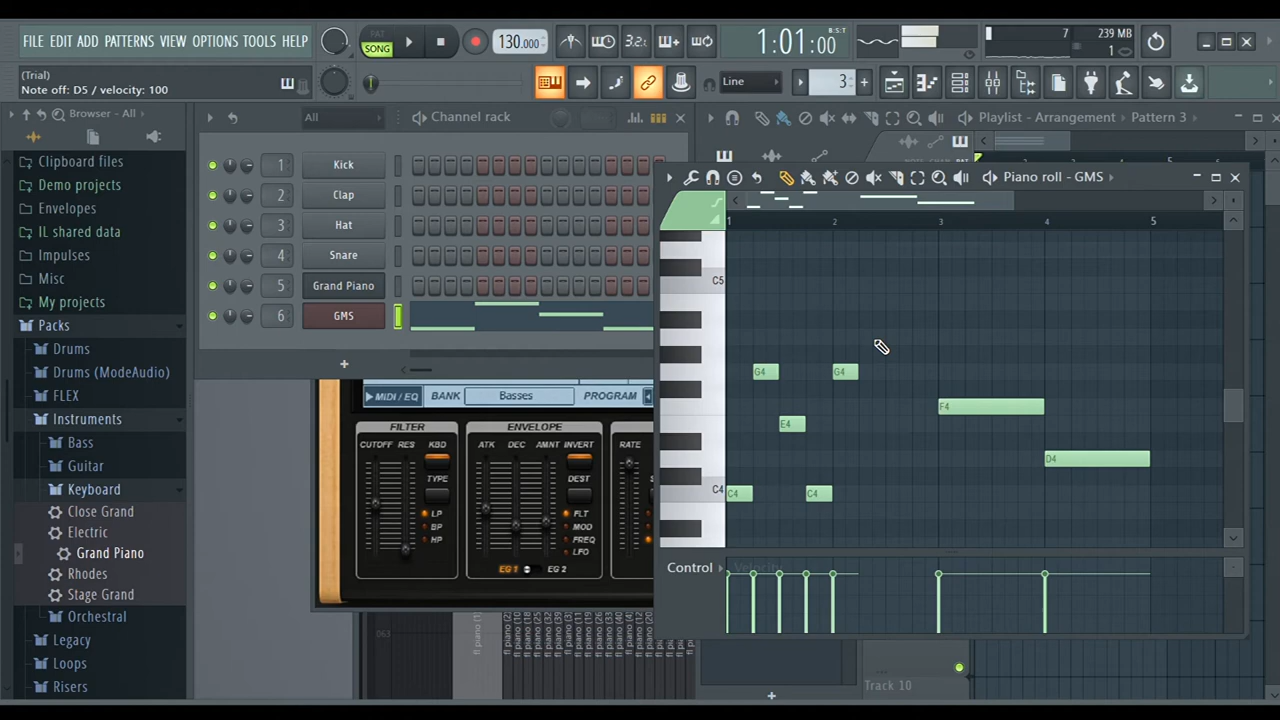 FILE EDIT ADD PATTERNS VIEW OPTIONS TOOLS HELP
PAT
SONG
130.000
3.2
1:01:00
B:S:T
7
239 MB
1
(Trial)
Note off: D5 / velocity: 100
Line
3
Browser - All
All
Channel rack
Playlist - Arrangement
Pattern 3
Clipboard files
Demo projects
Envelopes
IL shared data
Impulses
Misc
My projects
Packs
Drums
Drums (ModeAudio)
FLEX
Instruments
Bass
Guitar
Keyboard
Close Grand
Electric
Grand Piano
Rhodes
Stage Grand
Orchestral
Legacy
Loops
Risers
1 Kick
2 Clap
3 Hat
4 Snare
5 Grand Piano
6 GMS
+
MIDI / EQ BANK Basses PROGRAM
FILTER
CUTOFF RES KBD
TYPE
LP
BP
HP
ENVELOPE
ATK DEC AMNT INVERT
DEST
FLT
MOD
FREQ
LFO
EG 1 EG 2
RATE
Piano roll - GMS
1 2 3 4 5
C5
G4 G4
F4
E4
D4
C4 C4 C4
Control Velocity
Track 10